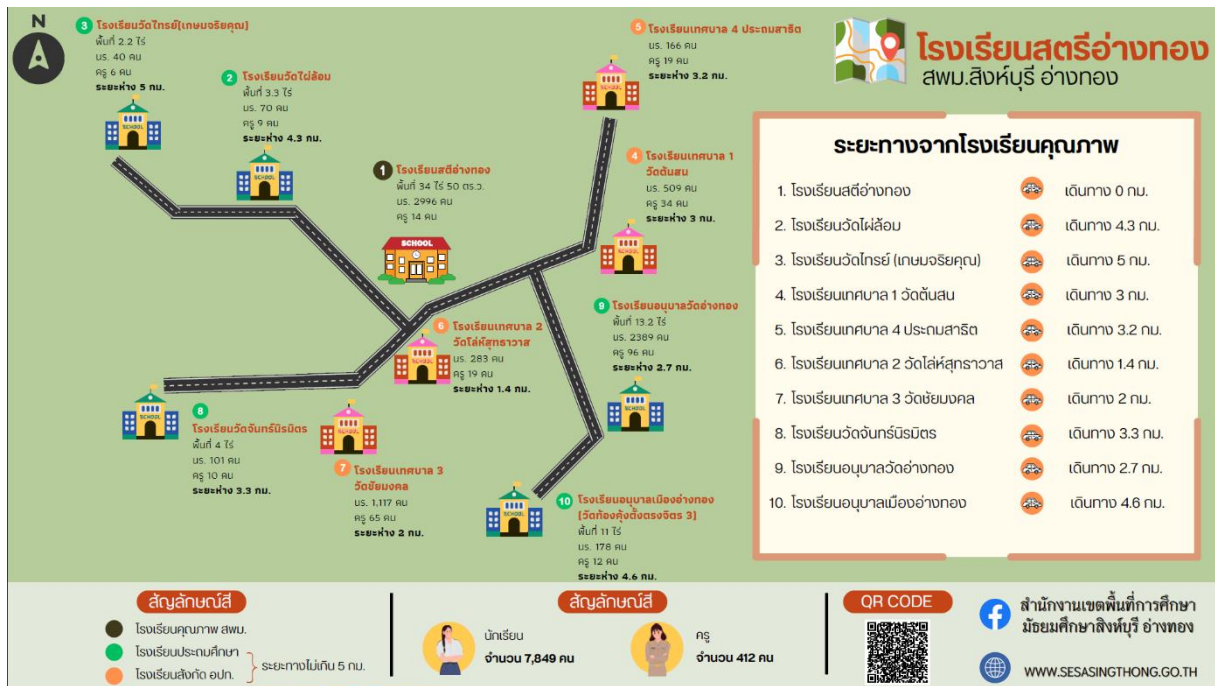 N
3 โรงเรียนวัดไทรย์(เกษมจริยคุณ)
พื้นที่ 2.2 ไร่
นร. 40 คน
ครู 6 คน
ระยะห่าง 5 กม.
2 โรงเรียนวัดไผ่ล้อม
พื้นที่ 3.3 ไร่
นร. 70 คน
ครู 9 คน
ระยะห่าง 4.3 กม.
1 โรงเรียนสตีอ่างทอง
พื้นที่ 34 ไร่ 50 ตร.ว.
นร. 2996 คน
ครู 14 คน
5 โรงเรียนเทศบาล 4 ประถมสาธิต
นร. 166 คน
ครู 19 คน
ระยะห่าง 3.2 กม.
4 โรงเรียนเทศบาล 1
วัดต้นสน
นร. 509 คน
ครู 34 คน
ระยะห่าง 3 กม.
6 โรงเรียนเทศบาล 2
วัดโล่ห์สุทธาวาส
นร. 283 คน
ครู 19 คน
ระยะห่าง 1.4 กม.
9 โรงเรียนอนุบาลวัดอ่างทอง
พื้นที่ 13.2 ไร่
นร. 2389 คน
ครู 96 คน
ระยะห่าง 2.7 กม.
8
โรงเรียนวัดจันทร์นิรมิตร
พื้นที่ 4 ไร่
นร. 101 คน
ครู 10 คน
ระยะห่าง 3.3 กม.
7 โรงเรียนเทศบาล 3
วัดชัยมงคล
นร. 1,117 คน
ครู 65 คน
ระยะห่าง 2 กม.
10 โรงเรียนอนุบาลเมืองอ่างทอง
(วัดท้องคุ้งตั้งตรงจิตร 3)
พื้นที่ 11 ไร่
นร. 178 คน
ครู 12 คน
ระยะห่าง 4.6 กม.
SCHOOL
SCHOOL
SCHOOL
SCHOOL
SCHOOL
SCHOOL
SCHOOL
SCHOOL
SCHOOL
SCHOOL
โรงเรียนสตรีอ่างทอง
สพม.สิงห์บุรี อ่างทอง
ระยะทางจากโรงเรียนคุณภาพ
1. โรงเรียนสตีอ่างทอง เดินทาง 0 กม.
2. โรงเรียนวัดไผ่ล้อม เดินทาง 4.3 กม.
3. โรงเรียนวัดไทรย์ (เกษมจริยคุณ) เดินทาง 5 กม.
4. โรงเรียนเทศบาล 1 วัดต้นสน เดินทาง 3 กม.
5. โรงเรียนเทศบาล 4 ประถมสาธิต เดินทาง 3.2 กม.
6. โรงเรียนเทศบาล 2 วัดโล่ห์สุทธาวาส เดินทาง 1.4 กม.
7. โรงเรียนเทศบาล 3 วัดชัยมงคล เดินทาง 2 กม.
8. โรงเรียนวัดจันทร์นิรมิตร เดินทาง 3.3 กม.
9. โรงเรียนอนุบาลวัดอ่างทอง เดินทาง 2.7 กม.
10. โรงเรียนอนุบาลเมืองอ่างทอง เดินทาง 4.6 กม.
สัญลักษณ์สี
โรงเรียนคุณภาพ สพม.
โรงเรียนประถมศึกษา
โรงเรียนสังกัด อปท.
ระยะทางไม่เกิน 5 กม.
สัญลักษณ์สี
นักเรียน
จำนวน 7,849 คน
ครู
จำนวน 412 คน
QR CODE
สำนักงานเขตพื้นที่การศึกษา
มัธยมศึกษาสิงห์บุรี อ่างทอง
WWW.SESASINGTHONG.GO.TH